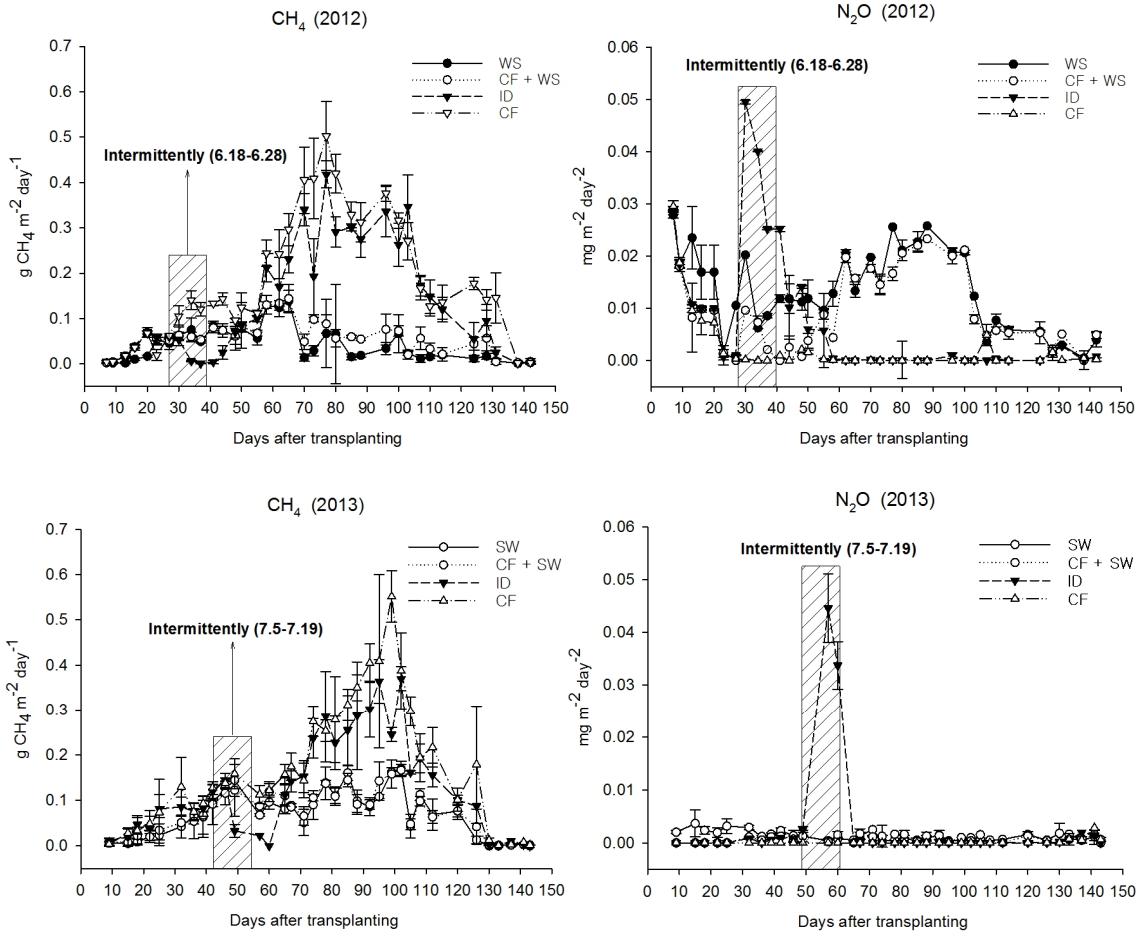 CH4 (2012)
0.7
0.6
0.5
0.4
0.3
0.2
0.1
0.0
g CH4 m-2 day-1
WS
CF + WS
ID
CF
Intermittently (6.18-6.28)
0 10 20 30 40 50 60 70 80 90 100 110 120 130 140 150
Days after transplanting
N2O (2012)
0.06
0.05
0.04
0.03
0.02
0.01
0.00
mg m-2 day-2
Intermittently (6.18-6.28)
WS
CF + WS
ID
CF
0 10 20 30 40 50 60 70 80 90 100 110 120 130 140 150
Days after transplanting
CH4 (2013)
0.7
0.6
0.5
0.4
0.3
0.2
0.1
0.0
g CH4 m-2 day-1
SW
CF + SW
ID
CF
Intermittently (7.5-7.19)
0 10 20 30 40 50 60 70 80 90 100 110 120 130 140 150
Days after transplanting
N2O (2013)
0.06
0.05
0.04
0.03
0.02
0.01
0.00
mg m-2 day-2
Intermittently (7.5-7.19)
SW
CF + SW
ID
CF
0 10 20 30 40 50 60 70 80 90 100 110 120 130 140 150
Days after transplanting